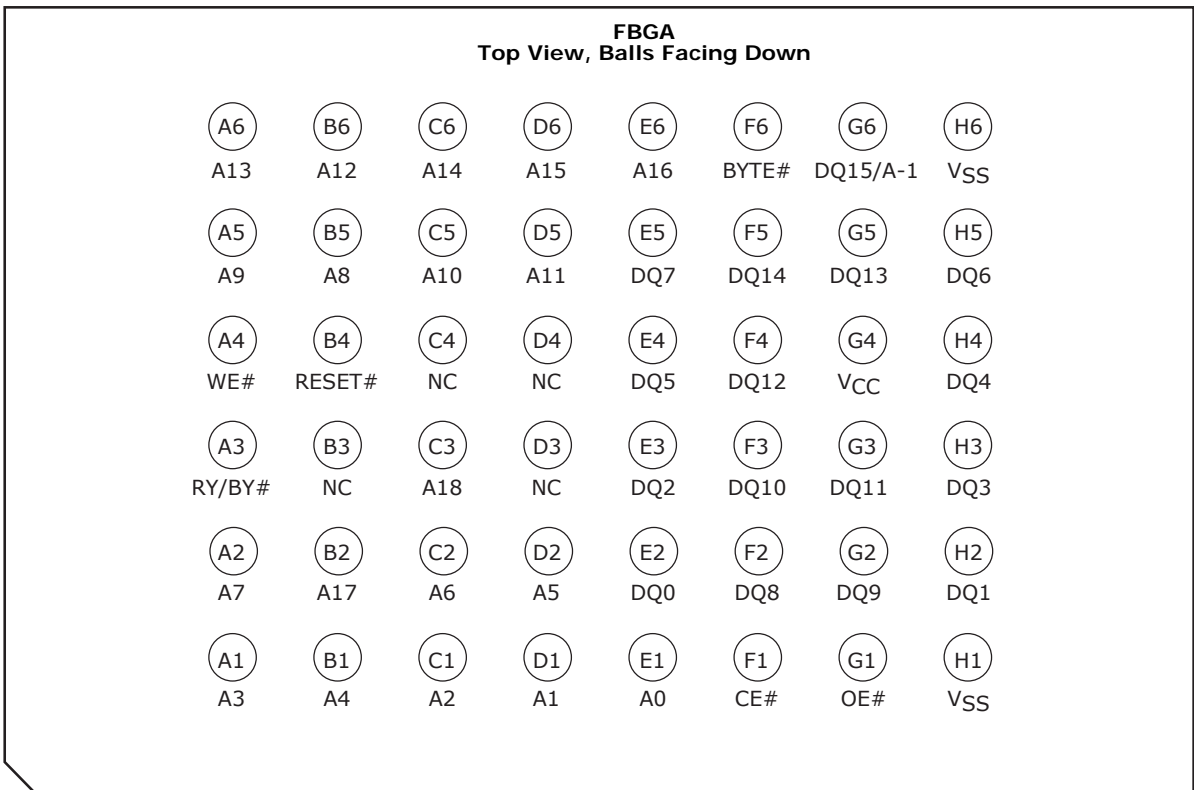 FBGA
Top View, Balls Facing Down
A6 B6 C6 D6 E6 F6 G6 H6
A13 A12 A14 A15 A16 BYTE# DQ15/A-1 VSS
A5 B5 C5 D5 E5 F5 G5 H5
A9 A8 A10 A11 DQ7 DQ14 DQ13 DQ6
A4 B4 C4 D4 E4 F4 G4 H4
WE# RESET# NC NC DQ5 DQ12 VCC DQ4
A3 B3 C3 D3 E3 F3 G3 H3
RY/BY# NC A18 NC DQ2 DQ10 DQ11 DQ3
A2 B2 C2 D2 E2 F2 G2 H2
A7 A17 A6 A5 DQ0 DQ8 DQ9 DQ1
A1 B1 C1 D1 E1 F1 G1 H1
A3 A4 A2 A1 A0 CE# OE# VSS